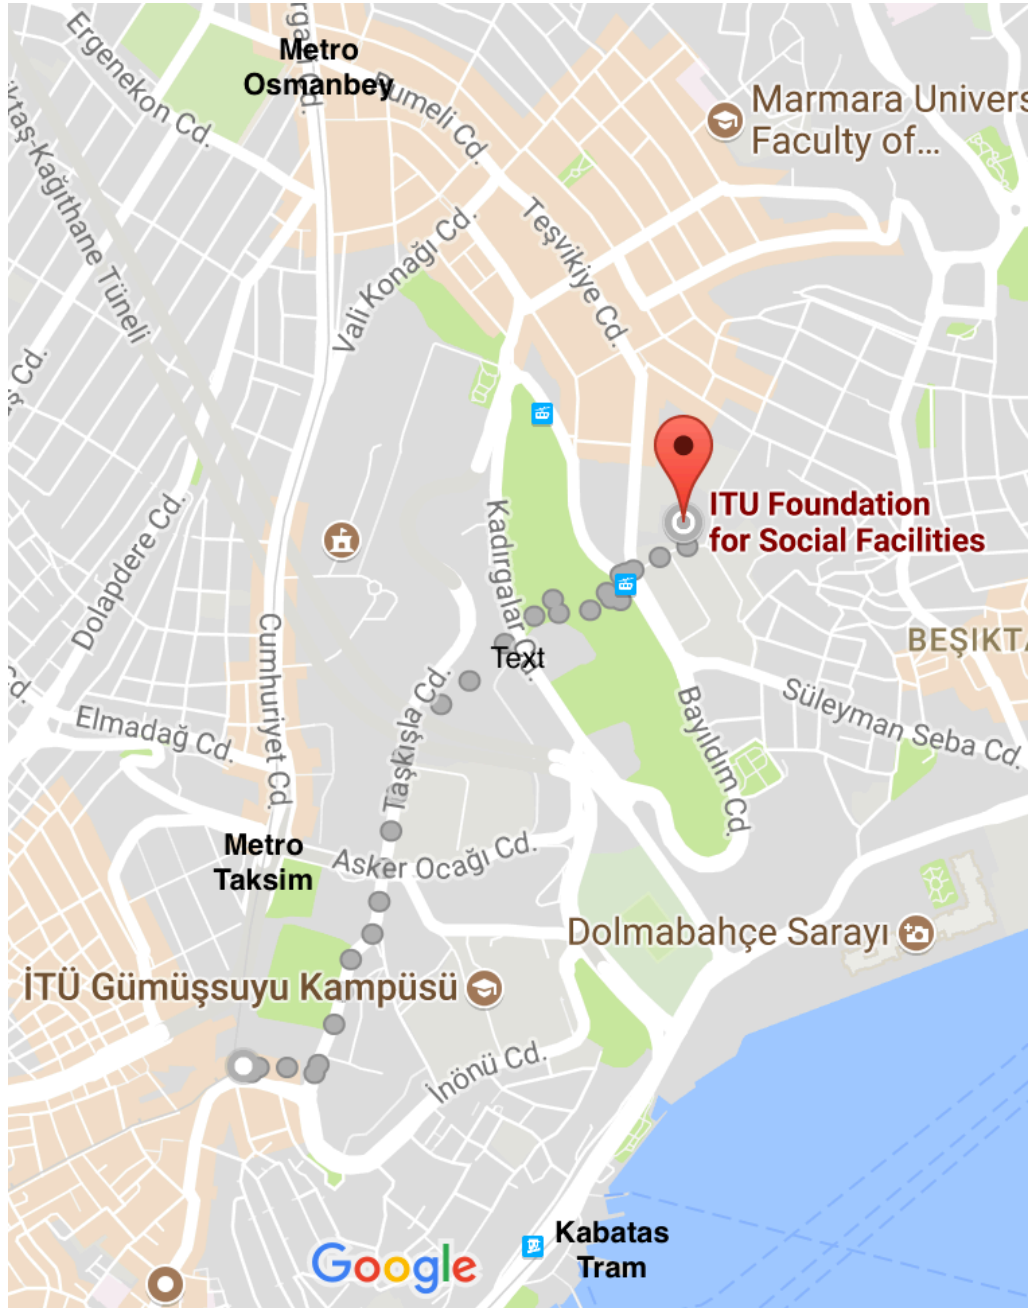 Metro
Osmanbey
Ergenekon Cd.
Rumeli Cd.
Marmara Univers
Faculty of...
Kağıthane Tüneli
Teşvikiye Cd.
Vali Konağı Cd.
Cd.
Dolapdere Cd.
ITU Foundation
for Social Facilities
Kadırgalar Cd.
Cumhuriyet Cd.
Text
BEŞIKTA
Taşkışla Cd.
Elmadağ Cd.
Süleyman Seba Cd.
Bayıldım Cd.
Metro
Taksim
Asker Ocağı Cd.
Dolmabahçe Sarayı
İTÜ Gümüşsuyu Kampüsü
İnönü Cd.
Kabatas
Tram
Google